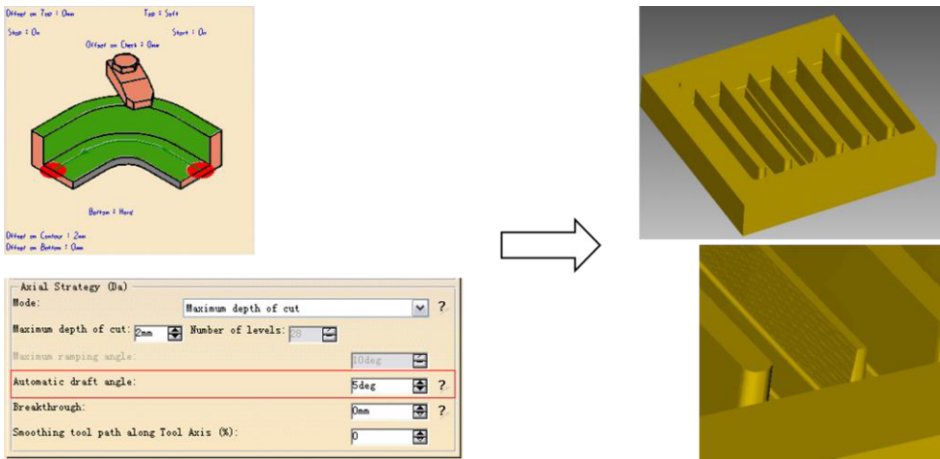 Offset on Top : 0mm
Top : Soft
Stop : On
Start : On
Offset on Check : 0mm
Bottom : Hard
Offset on Contour : 2mm
Offset on Bottom : 0mm
Axial Strategy (Da)
Mode: Maximum depth of cut ?
Maximum depth of cut: 2mm Number of levels: 28
Maximum ramping angle: 10deg
Automatic draft angle: 5deg ?
Breakthrough: 0mm ?
Smoothing tool path along Tool Axis (%): 0